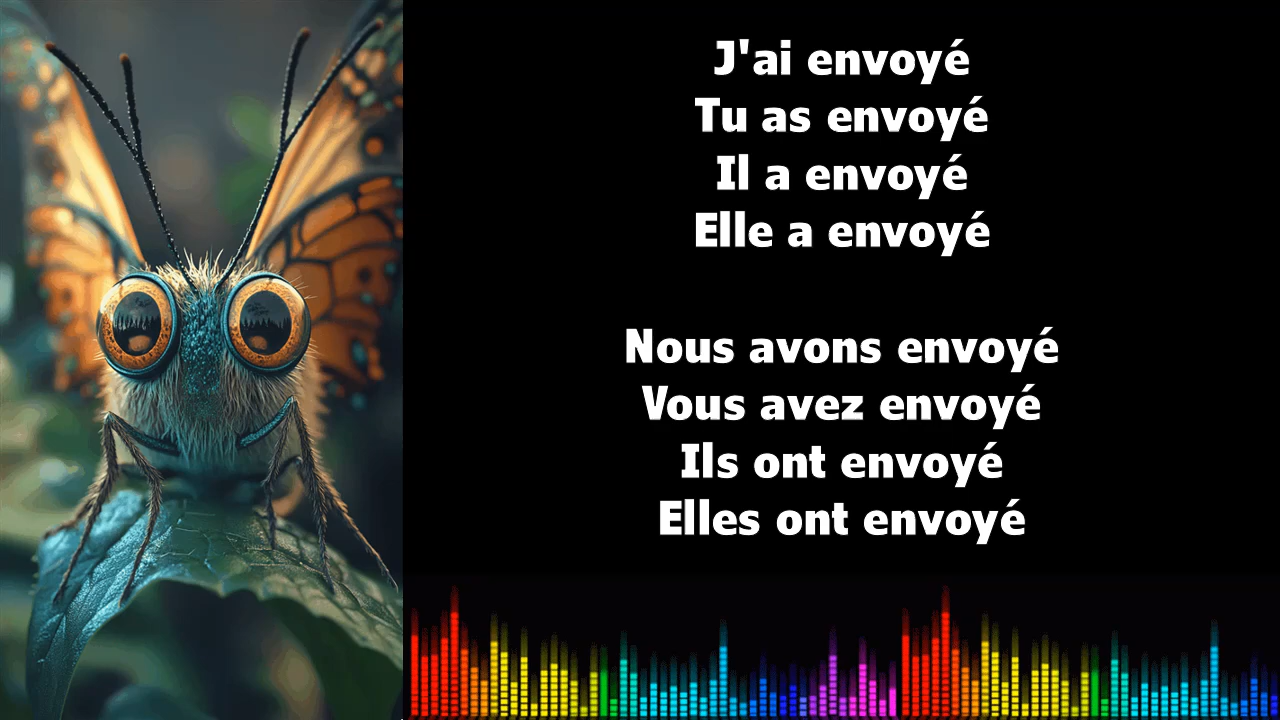 J'ai envoyé
Tu as envoyé
Il a envoyé
Elle a envoyé
Nous avons envoyé
Vous avez envoyé
Ils ont envoyé
Elles ont envoyé